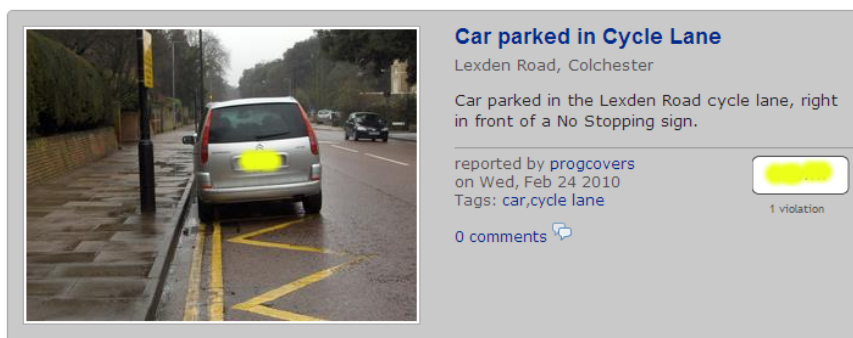 Car parked in Cycle Lane
Lexden Road, Colchester
Car parked in the Lexden Road cycle lane, right
in front of a No Stopping sign.
reported by progcovers
on Wed, Feb 24 2010
Tags: car,cycle lane
1 violation
0 comments